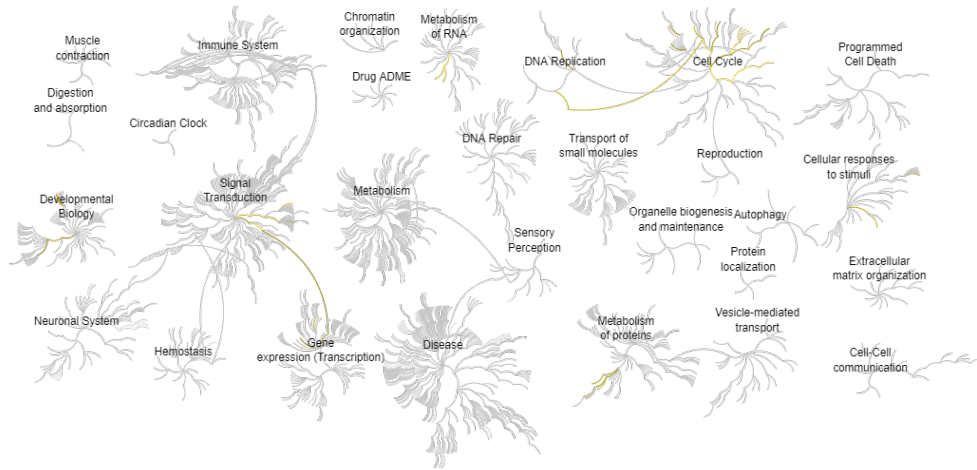 Muscle
contraction
Immune System
Chromatin
organization
Metabolism
of RNA
DNA Replication
Cell Cycle
Programmed
Cell Death
Digestion
and absorption
Drug ADME
Circadian Clock
DNA Repair
Transport of
small molecules
Reproduction
Cellular responses
to stimuli
Developmental
Biology
Signal
Transduction
Metabolism
Organelle biogenesis
and maintenance
Autophagy
Sensory
Perception
Protein
localization
Extracellular
matrix organization
Neuronal System
Hemostasis
Gene
expression (Transcription)
Disease
Metabolism
of proteins
Vesicle-mediated
transport
Cell-Cell
communication